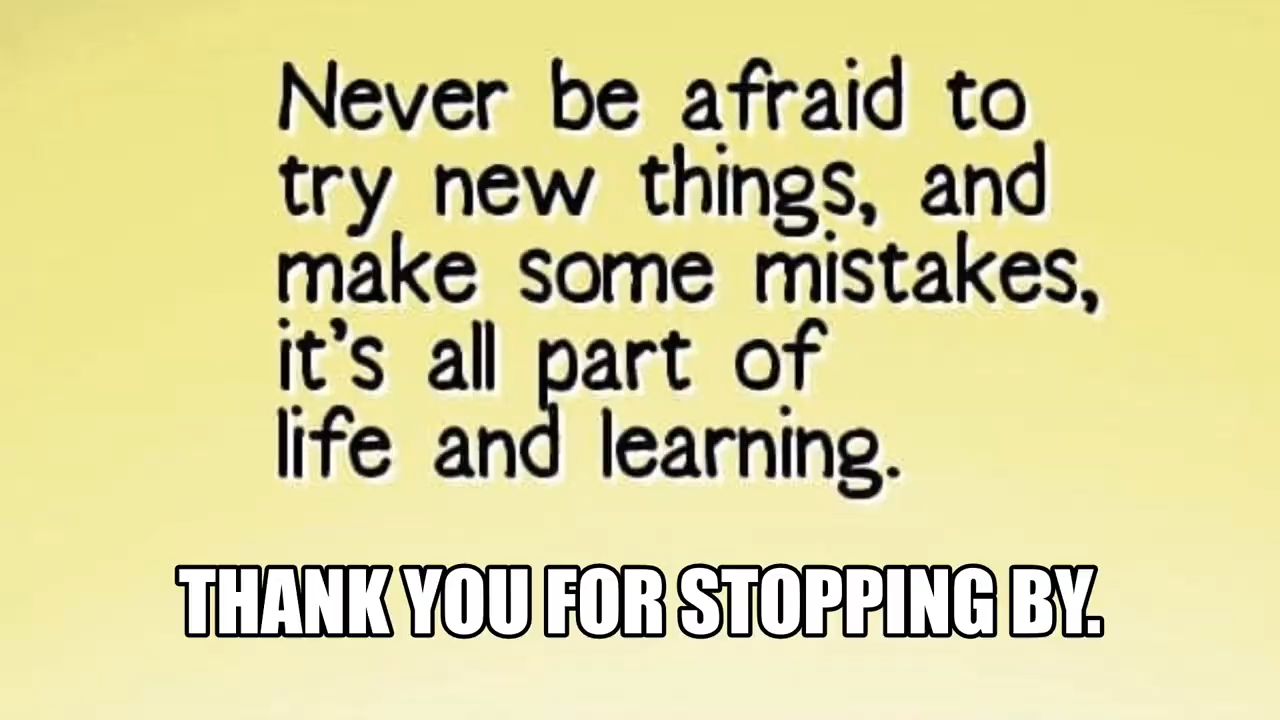 Never be afraid to
try new things, and
make some mistakes,
it's all part of
life and learning.
THANK YOU FOR STOPPING BY.